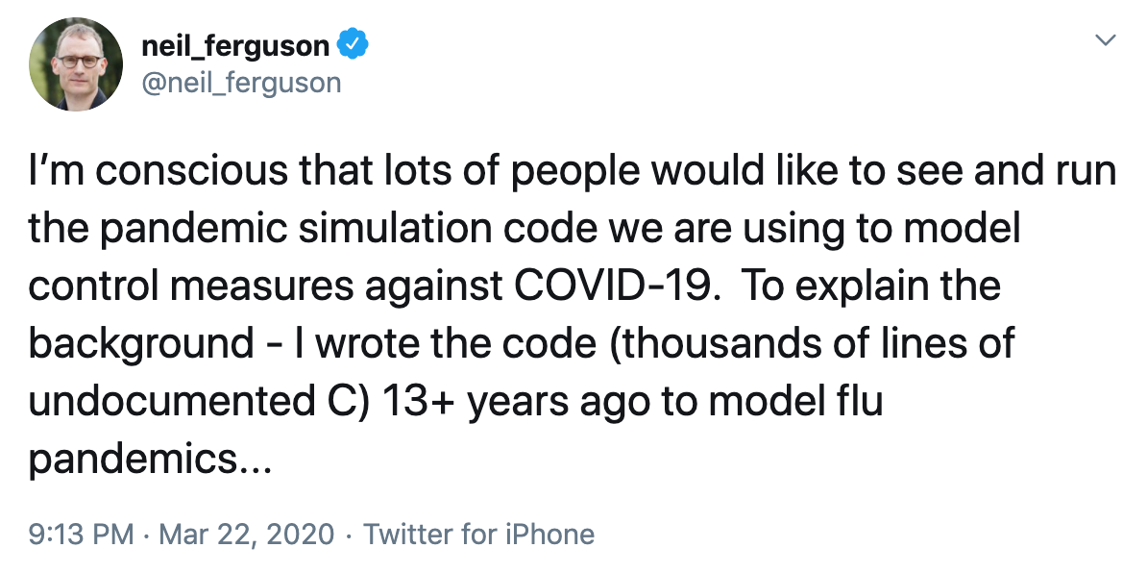 neil_ferguson
@neil_ferguson
I’m conscious that lots of people would like to see and run
the pandemic simulation code we are using to model
control measures against COVID-19.  To explain the
background - I wrote the code (thousands of lines of
undocumented C) 13+ years ago to model flu
pandemics...
9:13 PM · Mar 22, 2020 · Twitter for iPhone